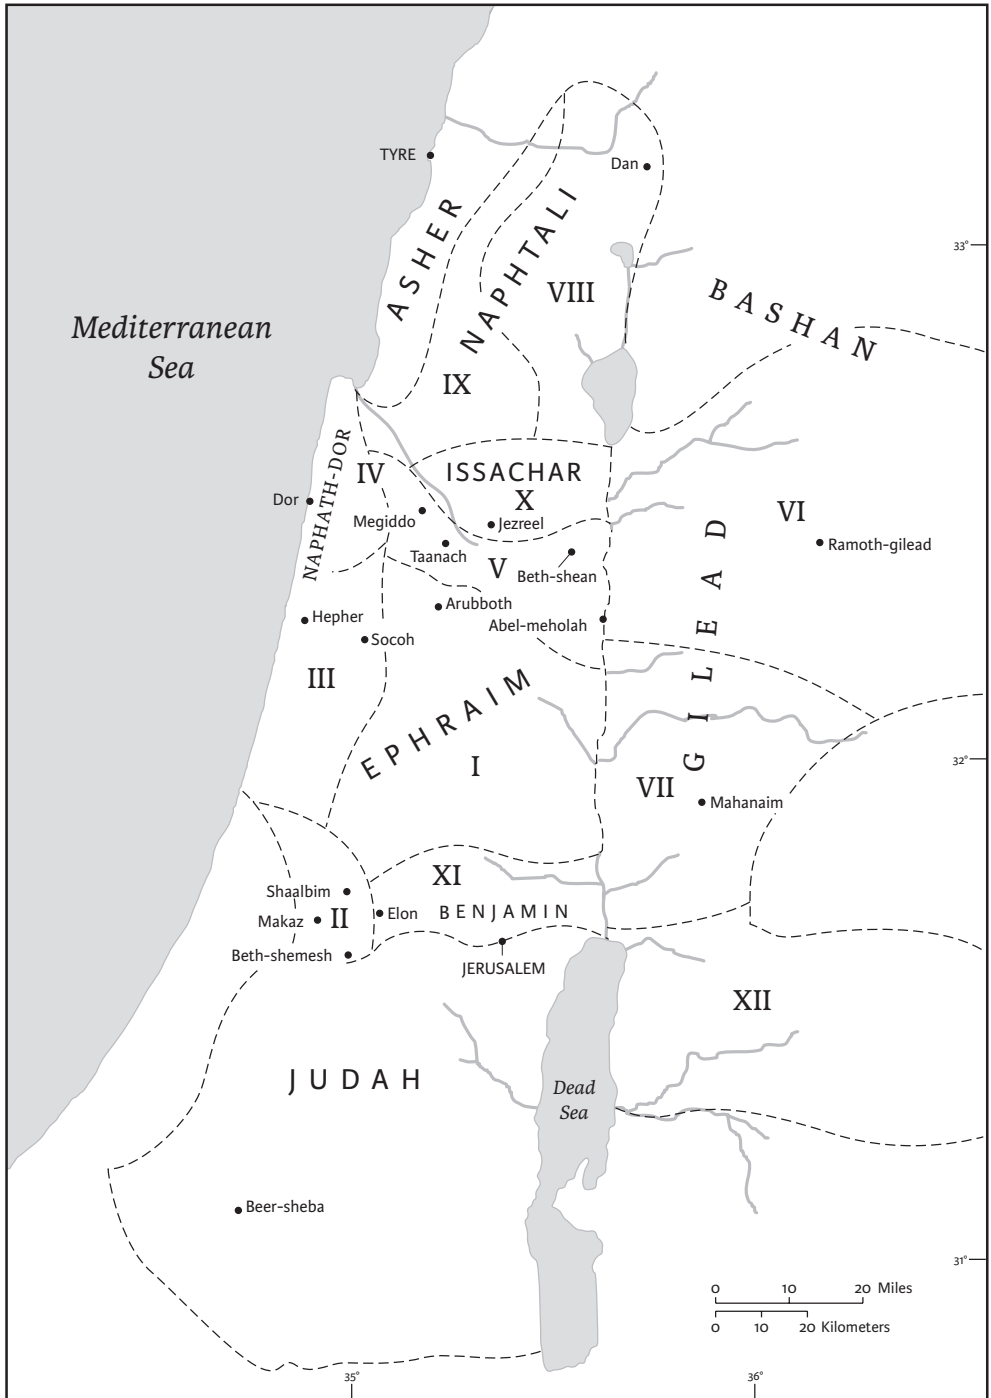 TYRE
Dan
ASHER
NAPHTALI
33°
VIII
BASHAN
Mediterranean
Sea
IX
NAPHATH-DOR
IV
ISSACHAR
X
Dor
Megiddo
Jezreel
VI
Taanach
Ramoth-gilead
V
Beth-shean
GILEAD
Arubboth
Hepher
Abel-meholah
Socoh
III
EPHRAIM
I
32°
VII
Mahanaim
XI
Shaalbim
II
Elon
BENJAMIN
Makaz
Beth-shemesh
JERUSALEM
XII
JUDAH
Dead
Sea
Beer-sheba
31°
0 10 20 Miles
0 10 20 Kilometers
35°
36°